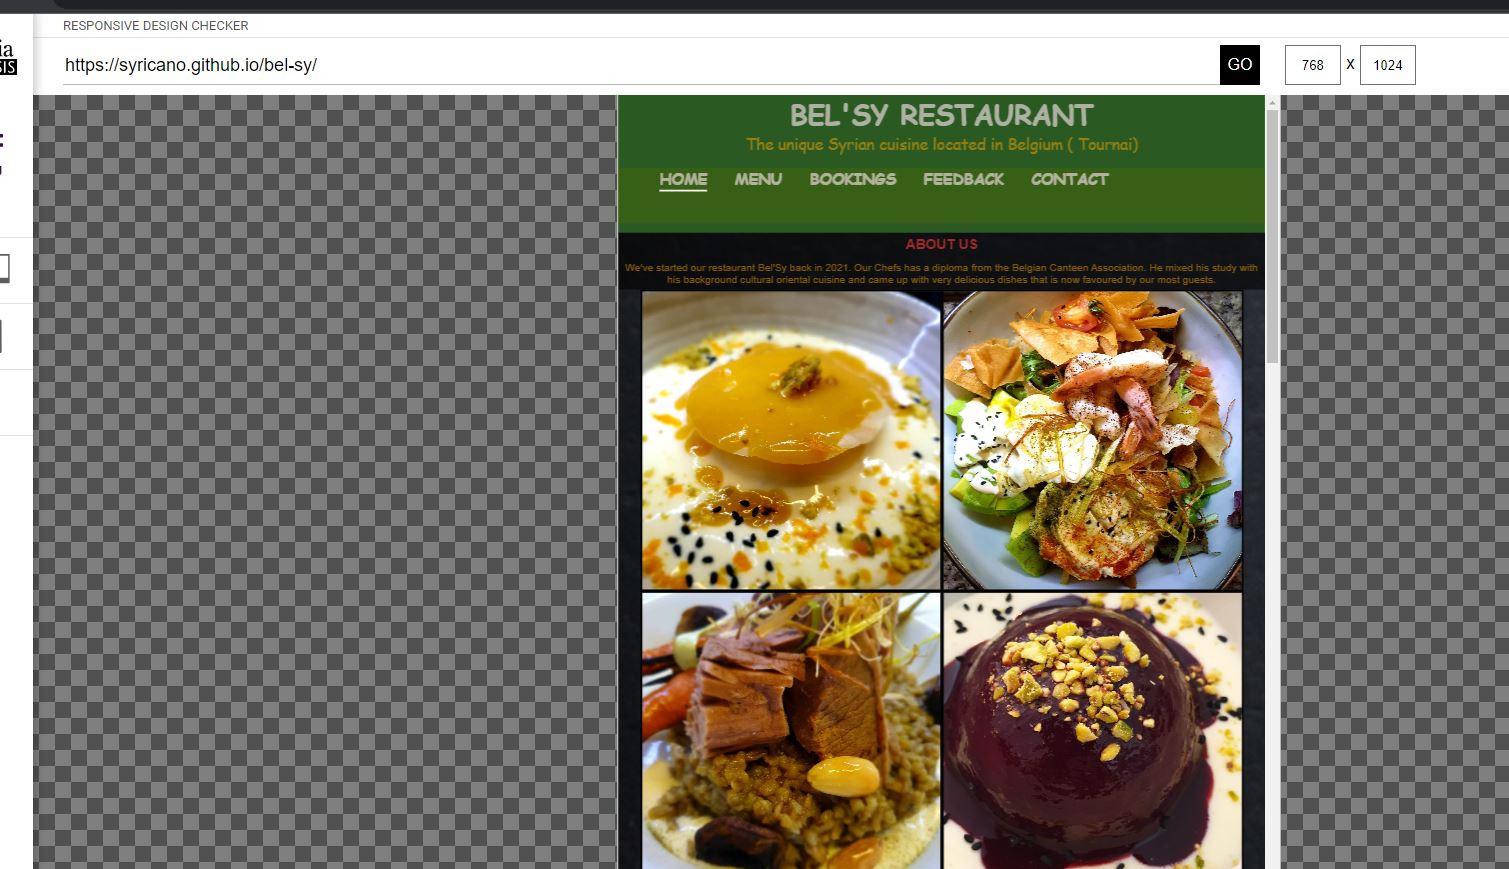 RESPONSIVE DESIGN CHECKER
https://syricano.github.io/bel-sy/
GO
768 x 1024
BEL'SY RESTAURANT
The unique Syrian cuisine located in Belgium ( Tournai)
HOME MENU BOOKINGS FEEDBACK CONTACT
ABOUT US
We've started our restaurant Bel'Sy back in 2021. Our Chefs has a diploma from the Belgian Canteen Association. He mixed his study with
his background cultural oriental cuisine and came up with very delicious dishes that is now favoured by our most guests.